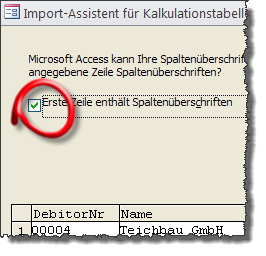 Import-Assistent für Kalkulationstabell
Microsoft Access kann Ihre Spaltenüberschrif
angegebene Zeile Spaltenüberschriften?
Erste Zeile enthält Spaltenüberschriften
DebitorNr Name
1 00004 Teichbau GmbH